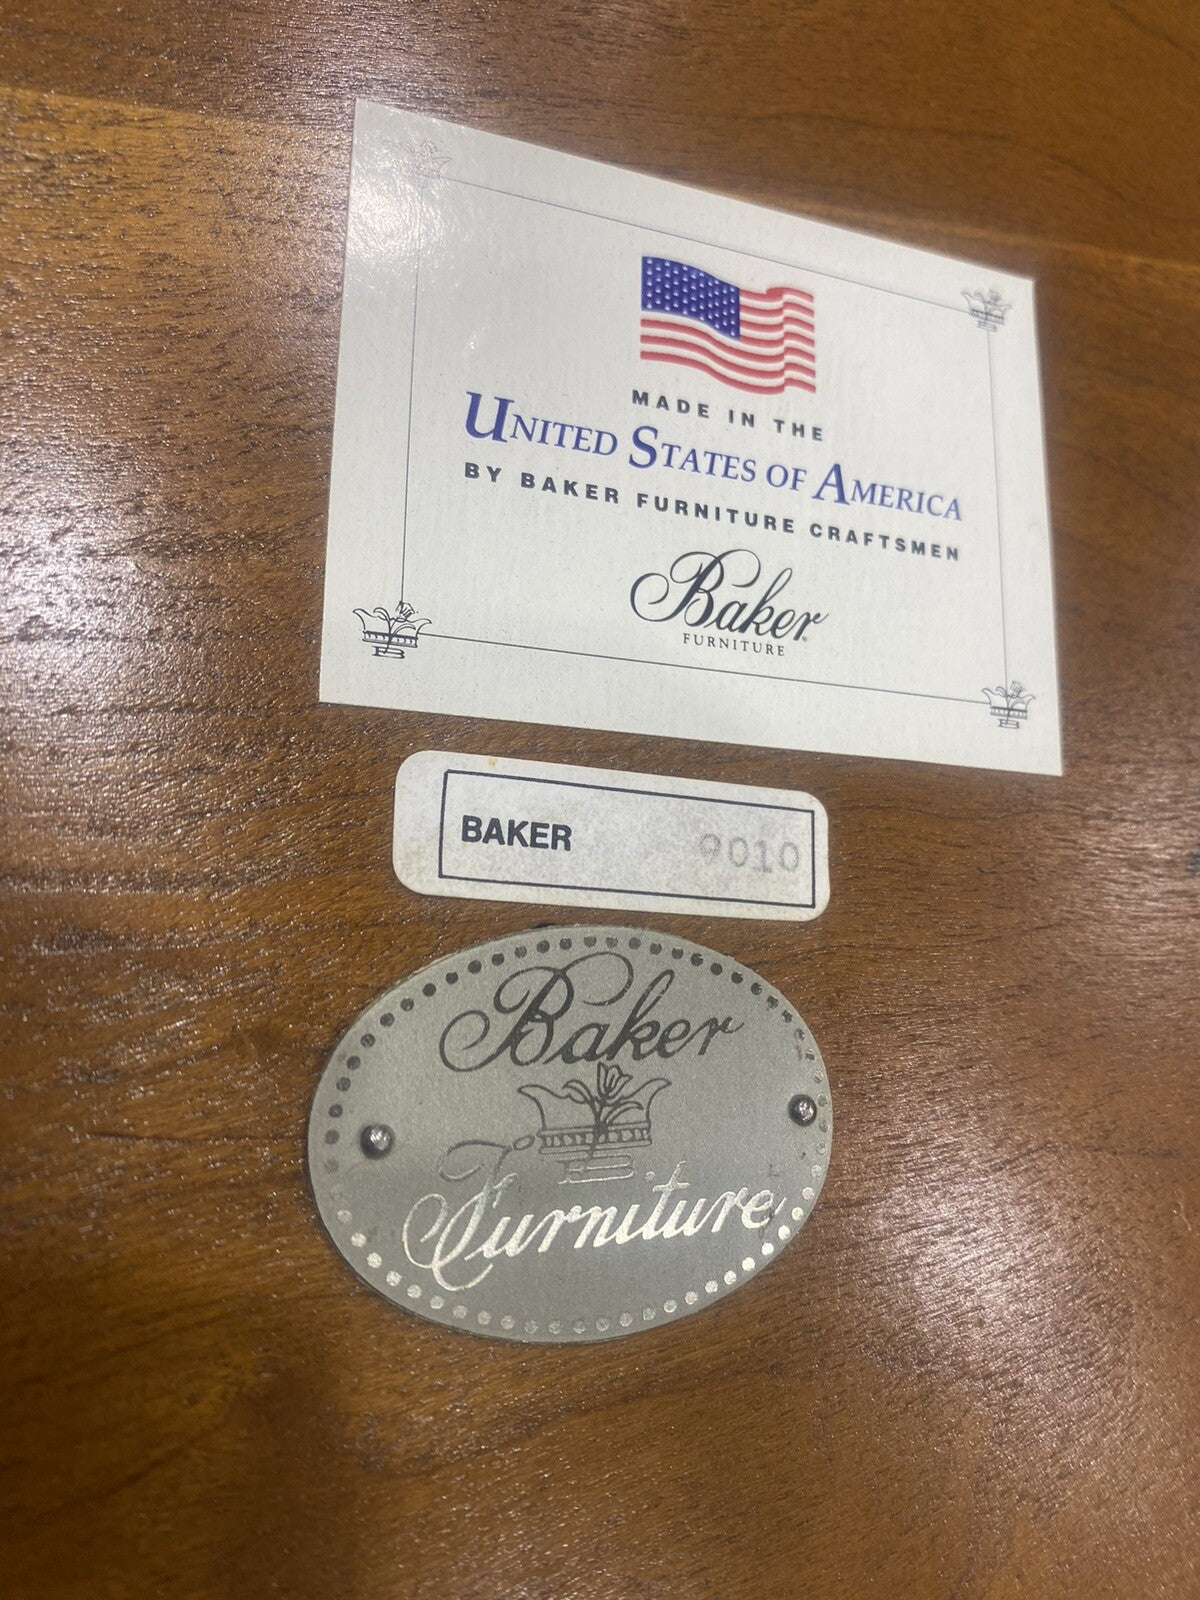 MADE IN THE
UNITED STATES OF AMERICA
BY BAKER FURNITURE CRAFTSMEN
Baker
FURNITURE
BAKER 9010
Baker
B
Furniture